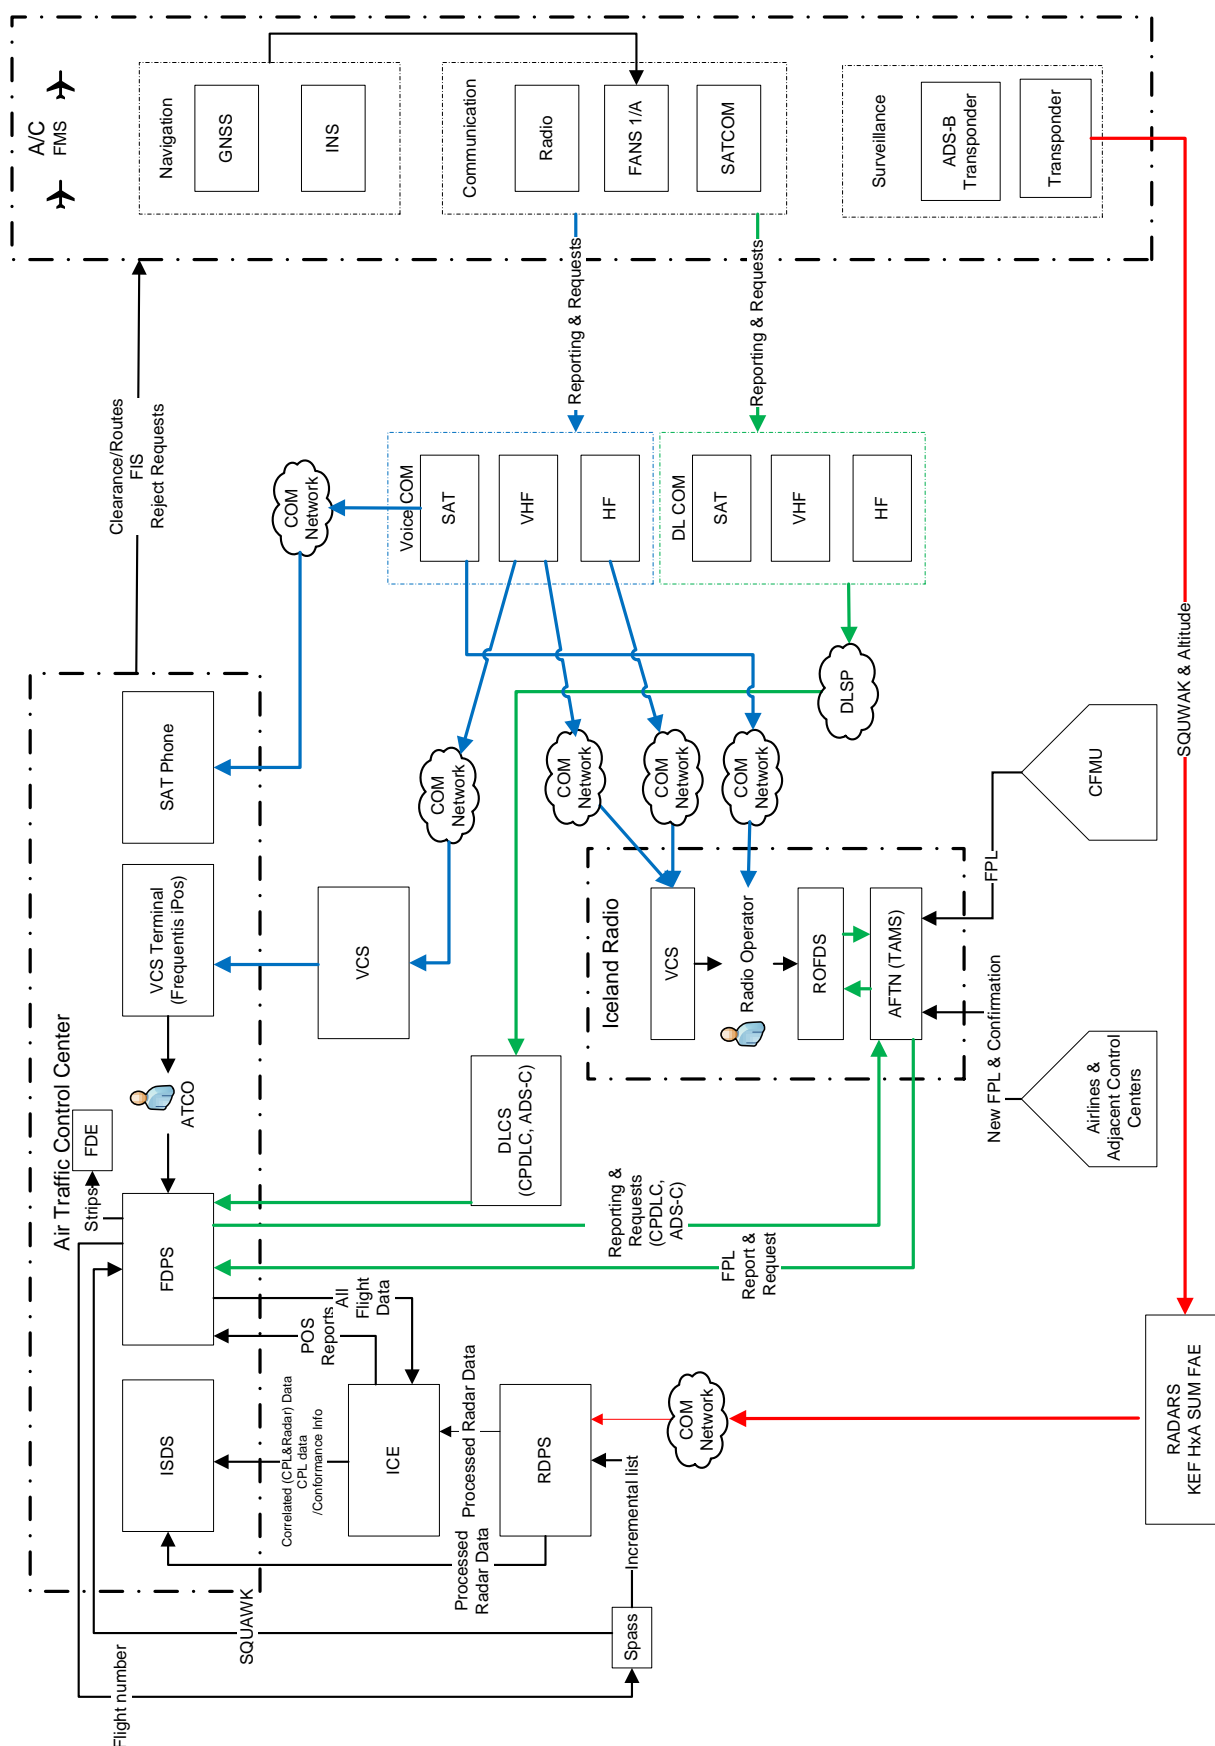 Flight number
SQUAWK
Air Traffic Control Center
Strips
FDE
ISDS
FDPS
ATCO
VCS Terminal
(Frequentis iPos)
SAT Phone
Clearance/Routes
FIS
Reject Requests
A/C
FMS
Navigation
GNSS
INS
Correlated (CPL&Radar) Data
CPL data
/Conformance Info
POS
Reports
All
Flight
Data
ICE
VCS
COM
Network
Processed
Radar Data
Processed Radar Data
RDPS
COM
Network
Voice COM
SAT
VHF
HF
Reporting & Requests
Communication
Radio
FANS 1/A
SATCOM
Spass
Incremental list
DLCS
(CPDLC, ADS-C)
Reporting &
Requests
(CPDLC,
ADS-C)
FPL
Report &
Request
Iceland Radio
VCS
Radio Operator
ROFDS
AFTN (TAMS)
COM
Network
COM
Network
COM
Network
DLSP
DL COM
SAT
VHF
HF
Reporting & Requests
Surveillance
ADS-B
Transponder
Transponder
COM
Network
New FPL & Confirmation
FPL
Airlines &
Adjacent Control
Centers
CFMU
RADARS
KEF HxA SUM FAE
SQUWAK & Altitude